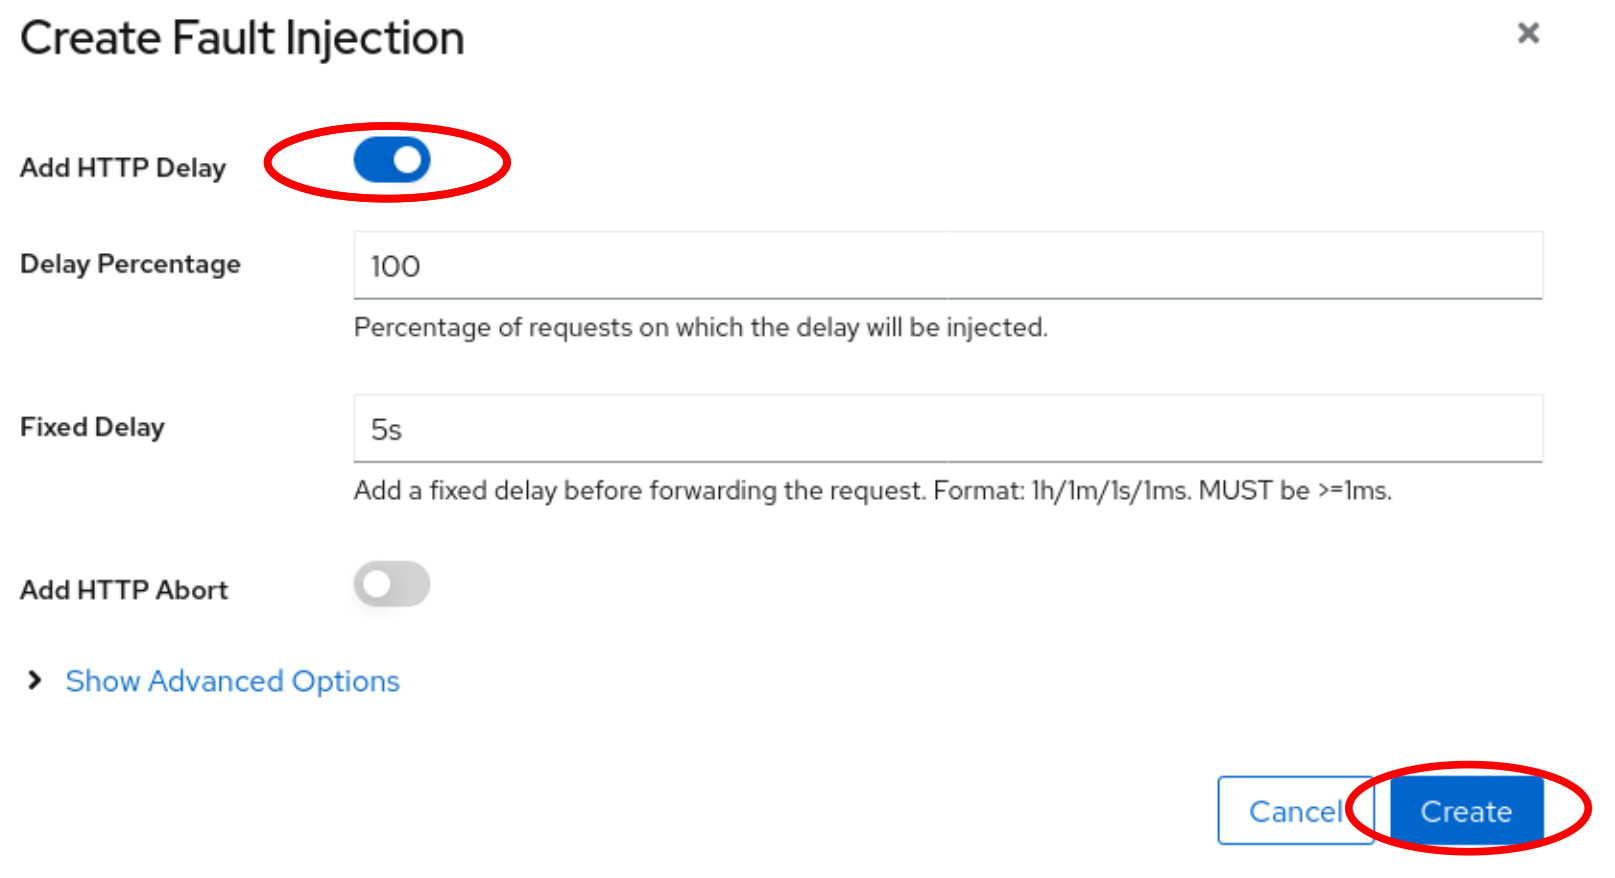 Create Fault Injection
Add HTTP Delay
Delay Percentage
100
Percentage of requests on which the delay will be injected.
Fixed Delay
5s
Add a fixed delay before forwarding the request. Format: 1h/1m/1s/1ms. MUST be >=1ms.
Add HTTP Abort
Show Advanced Options
Cancel
Create